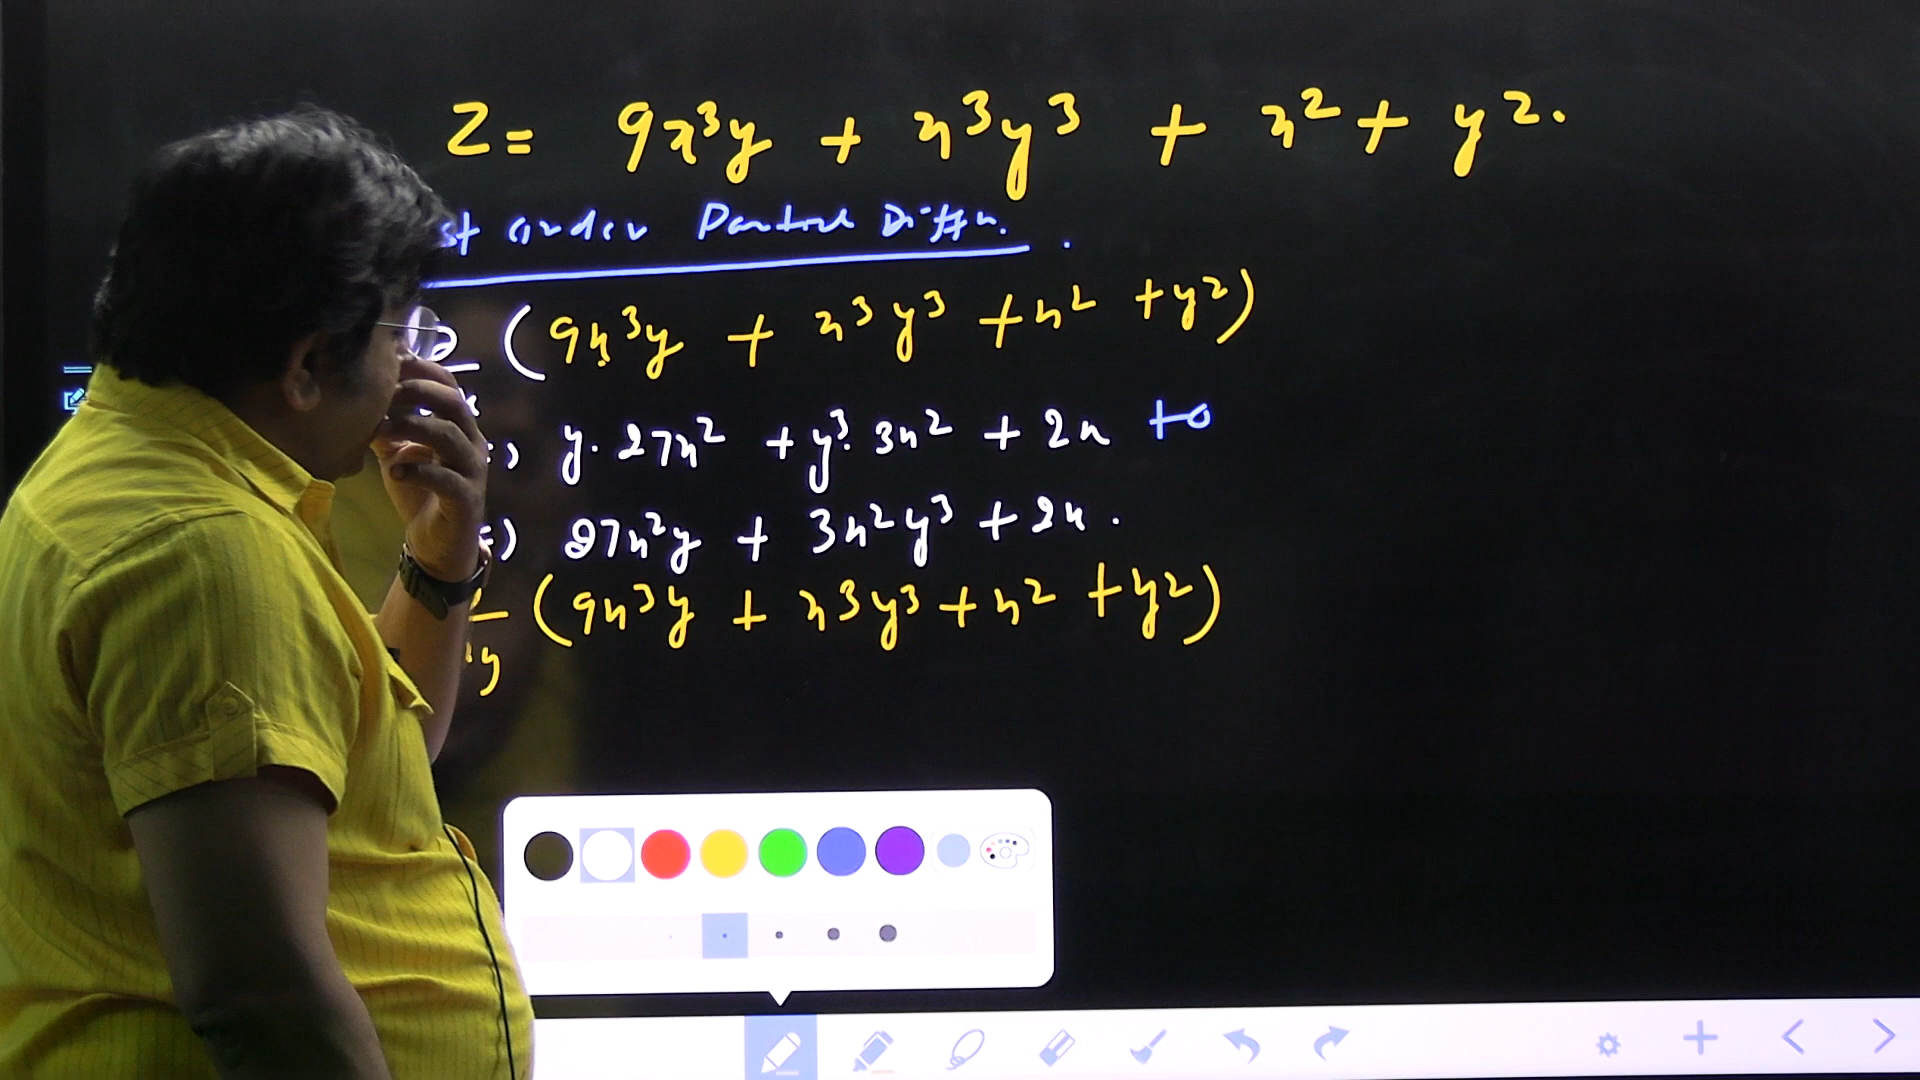 Z = 9x³y + x³y³ + x² + y².
st order Partial Diffn.
∂ (9x³y + x³y³ + x² + y²)
x
=) y. 27x² + y³. 3x² + 2x + 0
=) 27x²y + 3x²y³ + 2x.
(9x³y + x³y³ + x² + y²)
y